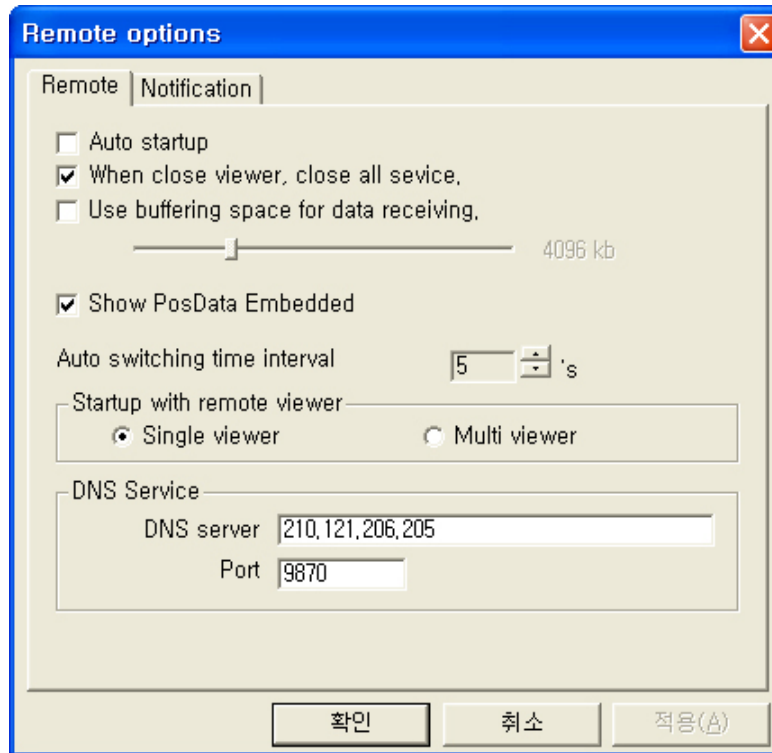 Remote options
Remote
Notification
Auto startup
When close viewer, close all sevice,
Use buffering space for data receiving,
4096 kb
Show PosData Embedded
Auto switching time interval 5 's
Startup with remote viewer
Single viewer Multi viewer
DNS Service
DNS server 210,121,206,205
Port 9870
확인 취소 적용(A)